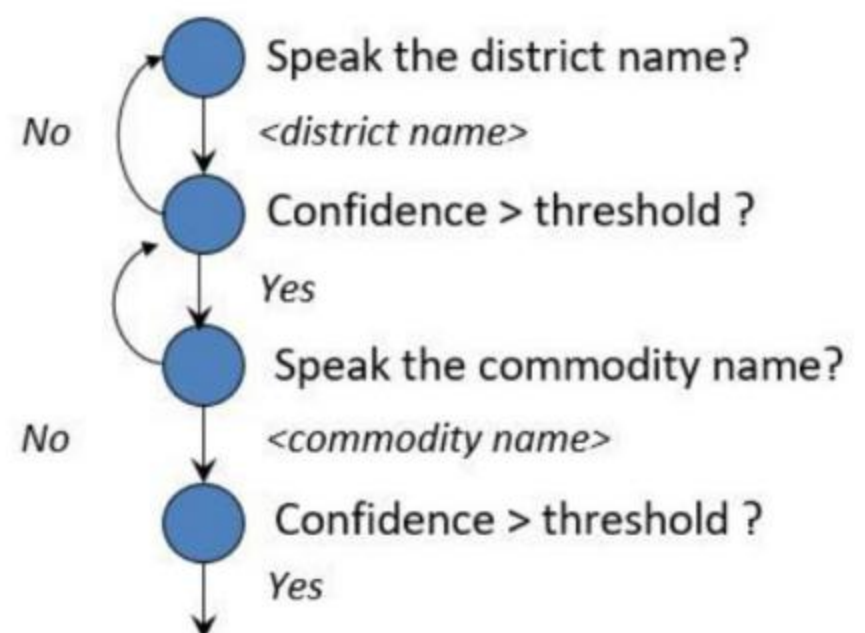 Speak the district name?
No
<district name>
Confidence > threshold ?
Yes
Speak the commodity name?
No
<commodity name>
Confidence > threshold ?
Yes